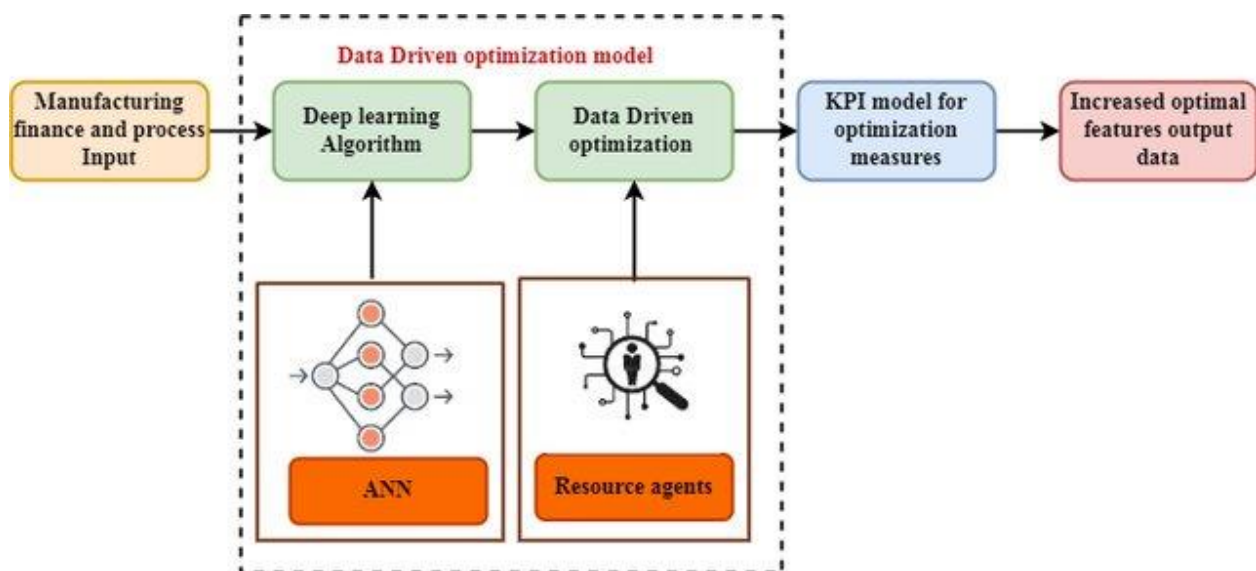 Data Driven optimization model
Manufacturing
finance and process
Input
Deep learning
Algorithm
Data Driven
optimization
KPI model for
optimization
measures
Increased optimal
features output
data
ANN
Resource agents